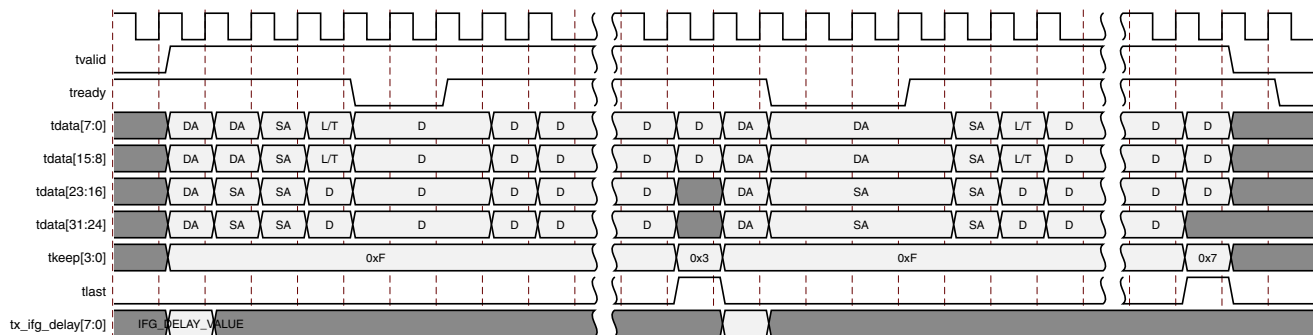 tvalid
tready
tdata[7:0] DA DA SA L/T D D D D D DA DA SA L/T D D D
tdata[15:8] DA DA SA L/T D D D D D DA DA SA L/T D D D
tdata[23:16] DA SA SA D D D D D DA SA SA D D D D
tdata[31:24] DA SA SA D D D D D DA SA SA D D D
tkeep[3:0] 0xF 0x3 0xF 0x7
tlast
tx_ifg_delay[7:0] IFG_DELAY_VALUE